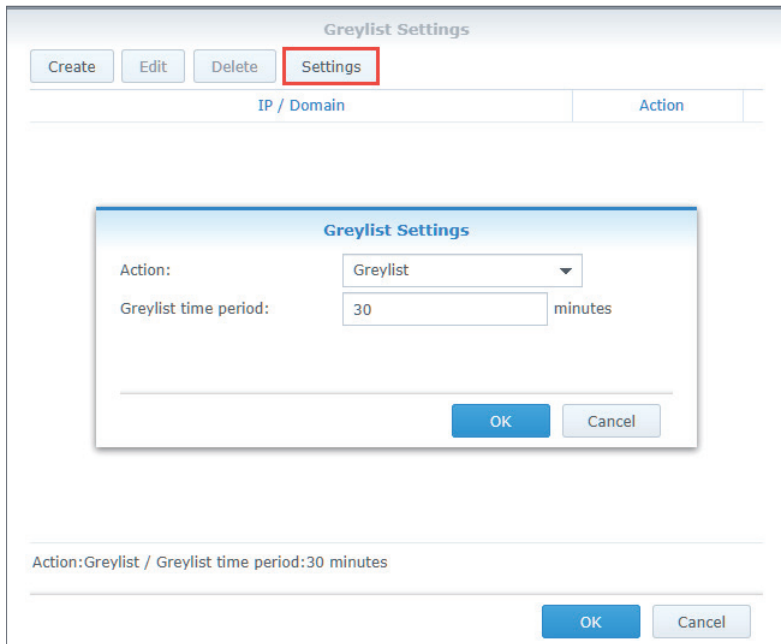 Greylist Settings
Create Edit Delete Settings
IP / Domain Action
Greylist Settings
Action: Greylist
Greylist time period: 30 minutes
OK Cancel
Action:Greylist / Greylist time period:30 minutes
OK Cancel